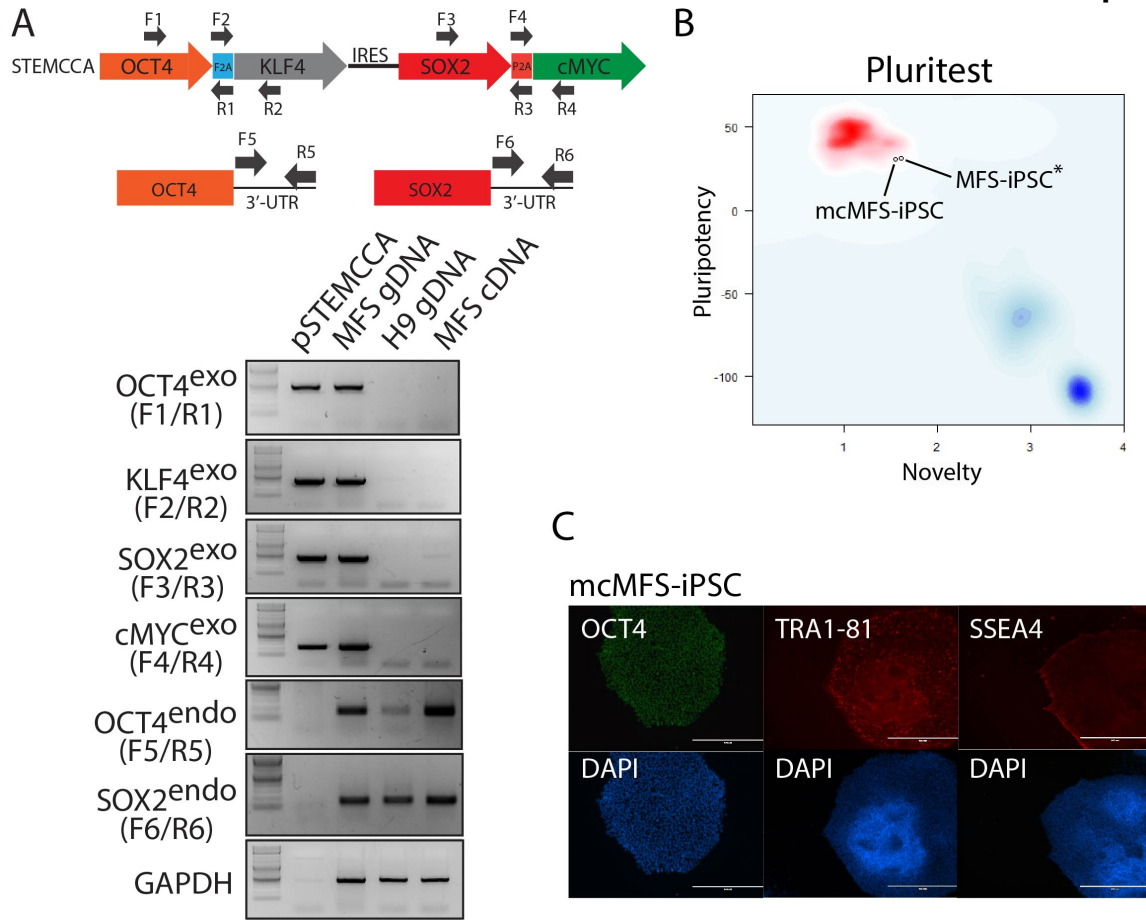 A
F1 F2 F3 F4
STEMCCA OCT4 F2A KLF4 IRES SOX2 P2A cMYC
R1 R2 R3 R4
F5 R5 F6 R6
OCT4 3’-UTR SOX2 3’-UTR
pSTEMCCA
MFS gDNA
H9 gDNA
MFS cDNA
OCT4exo
(F1/R1)
KLF4exo
(F2/R2)
SOX2exo
(F3/R3)
cMYCexo
(F4/R4)
OCT4endo
(F5/R5)
SOX2endo
(F6/R6)
GAPDH
B
Pluritest
Pluripotency
50
0
-50
-100
MFS-iPSC*
mcMFS-iPSC
1 2 3 4
Novelty
C
mcMFS-iPSC
OCT4 TRA1-81 SSEA4
DAPI DAPI DAPI